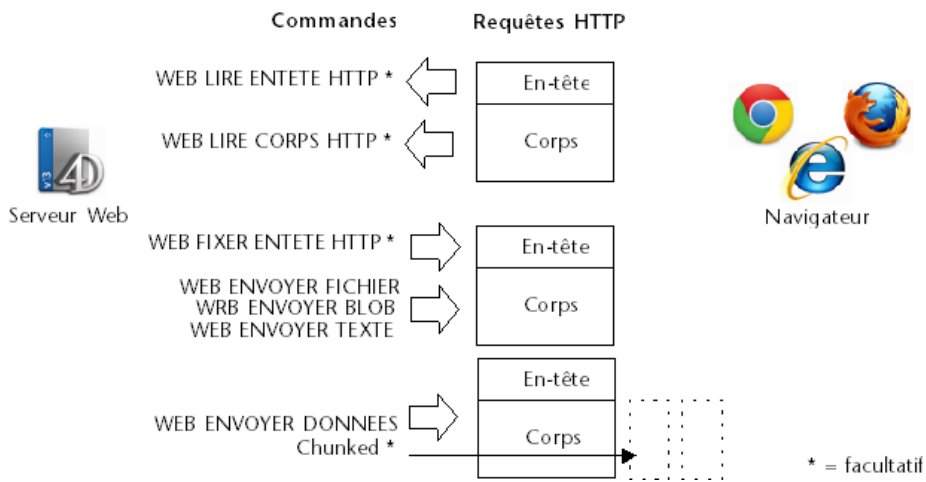 Commandes
Requêtes HTTP
WEB LIRE ENTETE HTTP *
En-tête
WEB LIRE CORPS HTTP *
Corps
v13
4D
Serveur Web
Navigateur
WEB FIXER ENTETE HTTP *
En-tête
WEB ENVOYER FICHIER
WRB ENVOYER BLOB
WEB ENVOYER TEXTE
Corps
En-tête
WEB ENVOYER DONNEES
Chunked *
Corps
* = facultatif